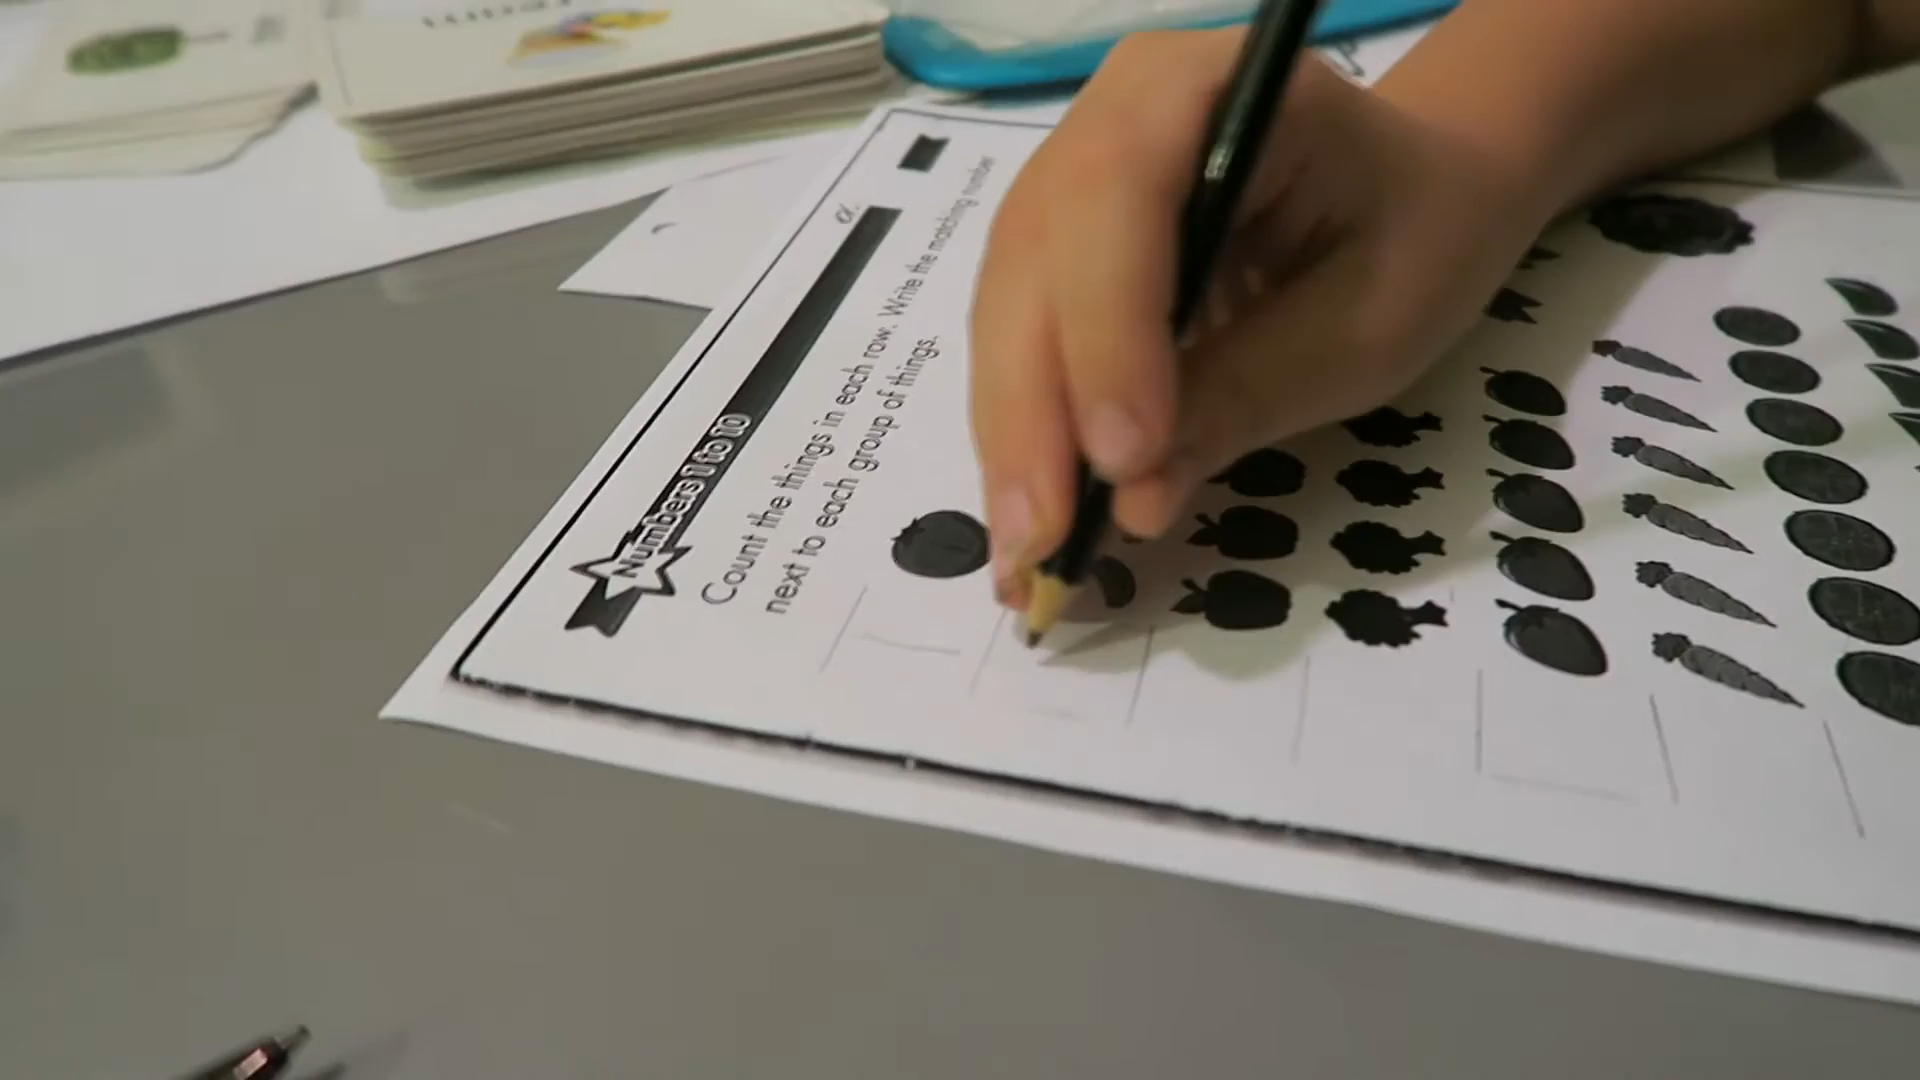 Numbers 1 to 10
Count the things in each row. Write the matching number
next to each group of things.
1